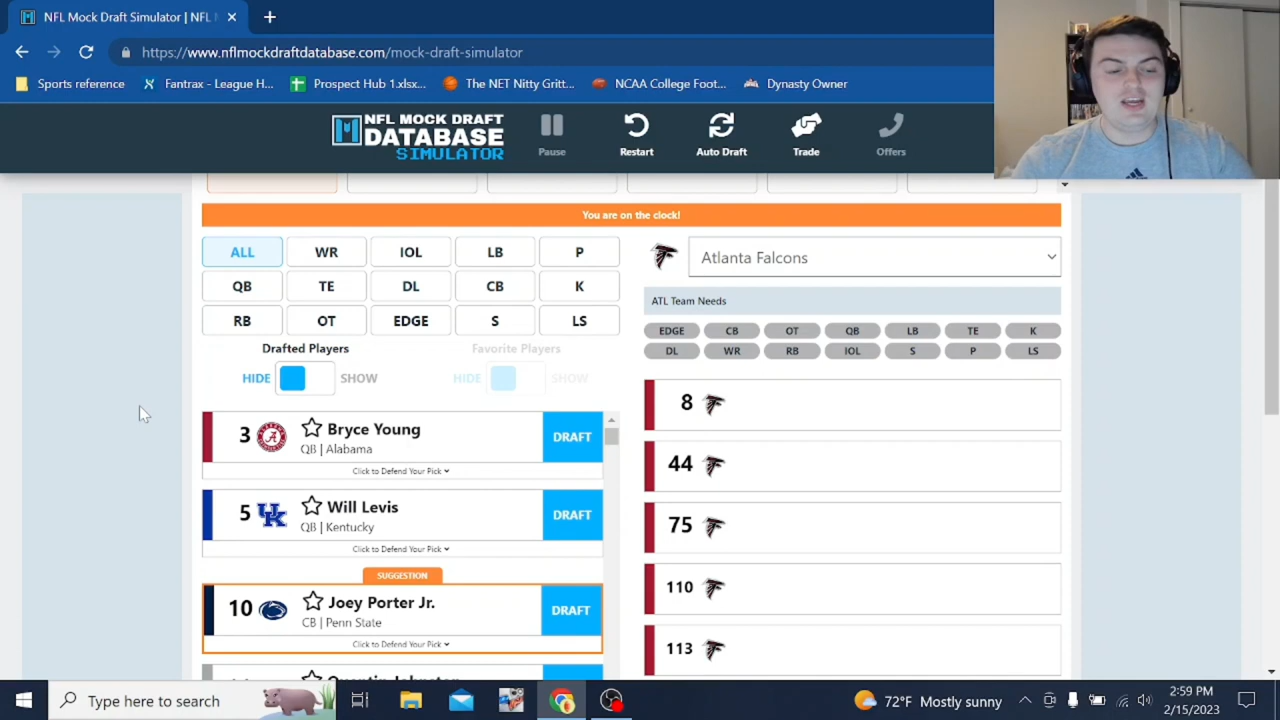 NFL Mock Draft Simulator | NFL M
https://www.nflmockdraftdatabase.com/mock-draft-simulator
Sports reference
Fantrax - League H...
Prospect Hub 1.xlsx...
The NET Nitty Gritt...
NCAA College Foot...
Dynasty Owner
NFL MOCK DRAFT
DATABASE
SIMULATOR
Pause
Restart
Auto Draft
Trade
Offers
You are on the clock!
ALL
WR
IOL
LB
P
QB
TE
DL
CB
K
RB
OT
EDGE
S
LS
Drafted Players
HIDE
SHOW
Favorite Players
HIDE
SHOW
3
Bryce Young
QB | Alabama
DRAFT
Click to Defend Your Pick
5
Will Levis
QB | Kentucky
DRAFT
Click to Defend Your Pick
SUGGESTION
10
Joey Porter Jr.
CB | Penn State
DRAFT
Click to Defend Your Pick
Quentin Johnston
Atlanta Falcons
ATL Team Needs
EDGE CB OT QB LB TE K
DL WR RB IOL S P LS
8
44
75
110
113
Type here to search
72°F Mostly sunny
2:59 PM
2/15/2023